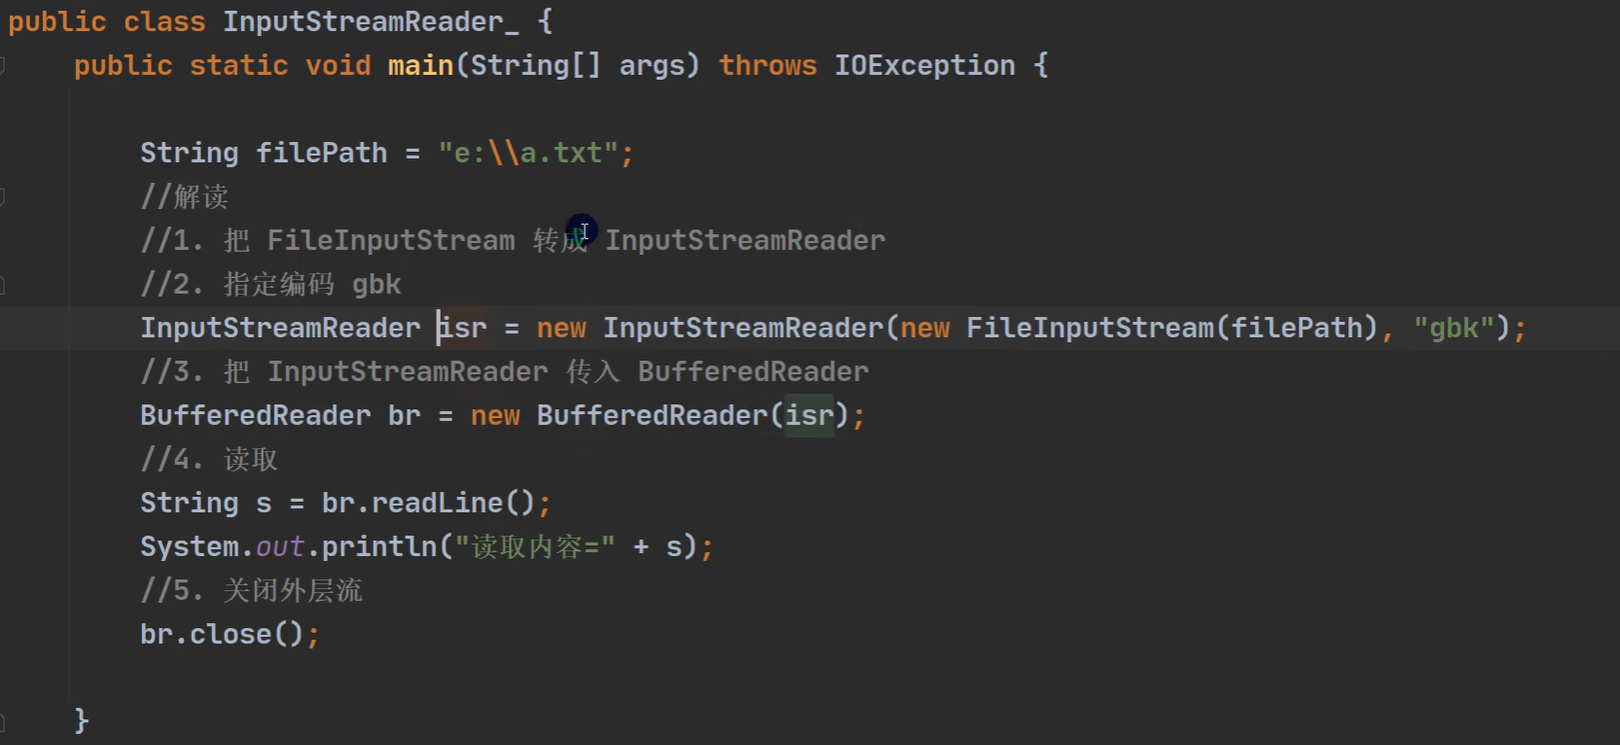 public class InputStreamReader_ {
public static void main(String[] args) throws IOException {
String filePath = "e:\\a.txt";
//解读
//1. 把 FileInputStream 转成 InputStreamReader
//2. 指定编码 gbk
InputStreamReader isr = new InputStreamReader(new FileInputStream(filePath), "gbk");
//3. 把 InputStreamReader 传入 BufferedReader
BufferedReader br = new BufferedReader(isr);
//4. 读取
String s = br.readLine();
System.out.println("读取内容=" + s);
//5. 关闭外层流
br.close();
}